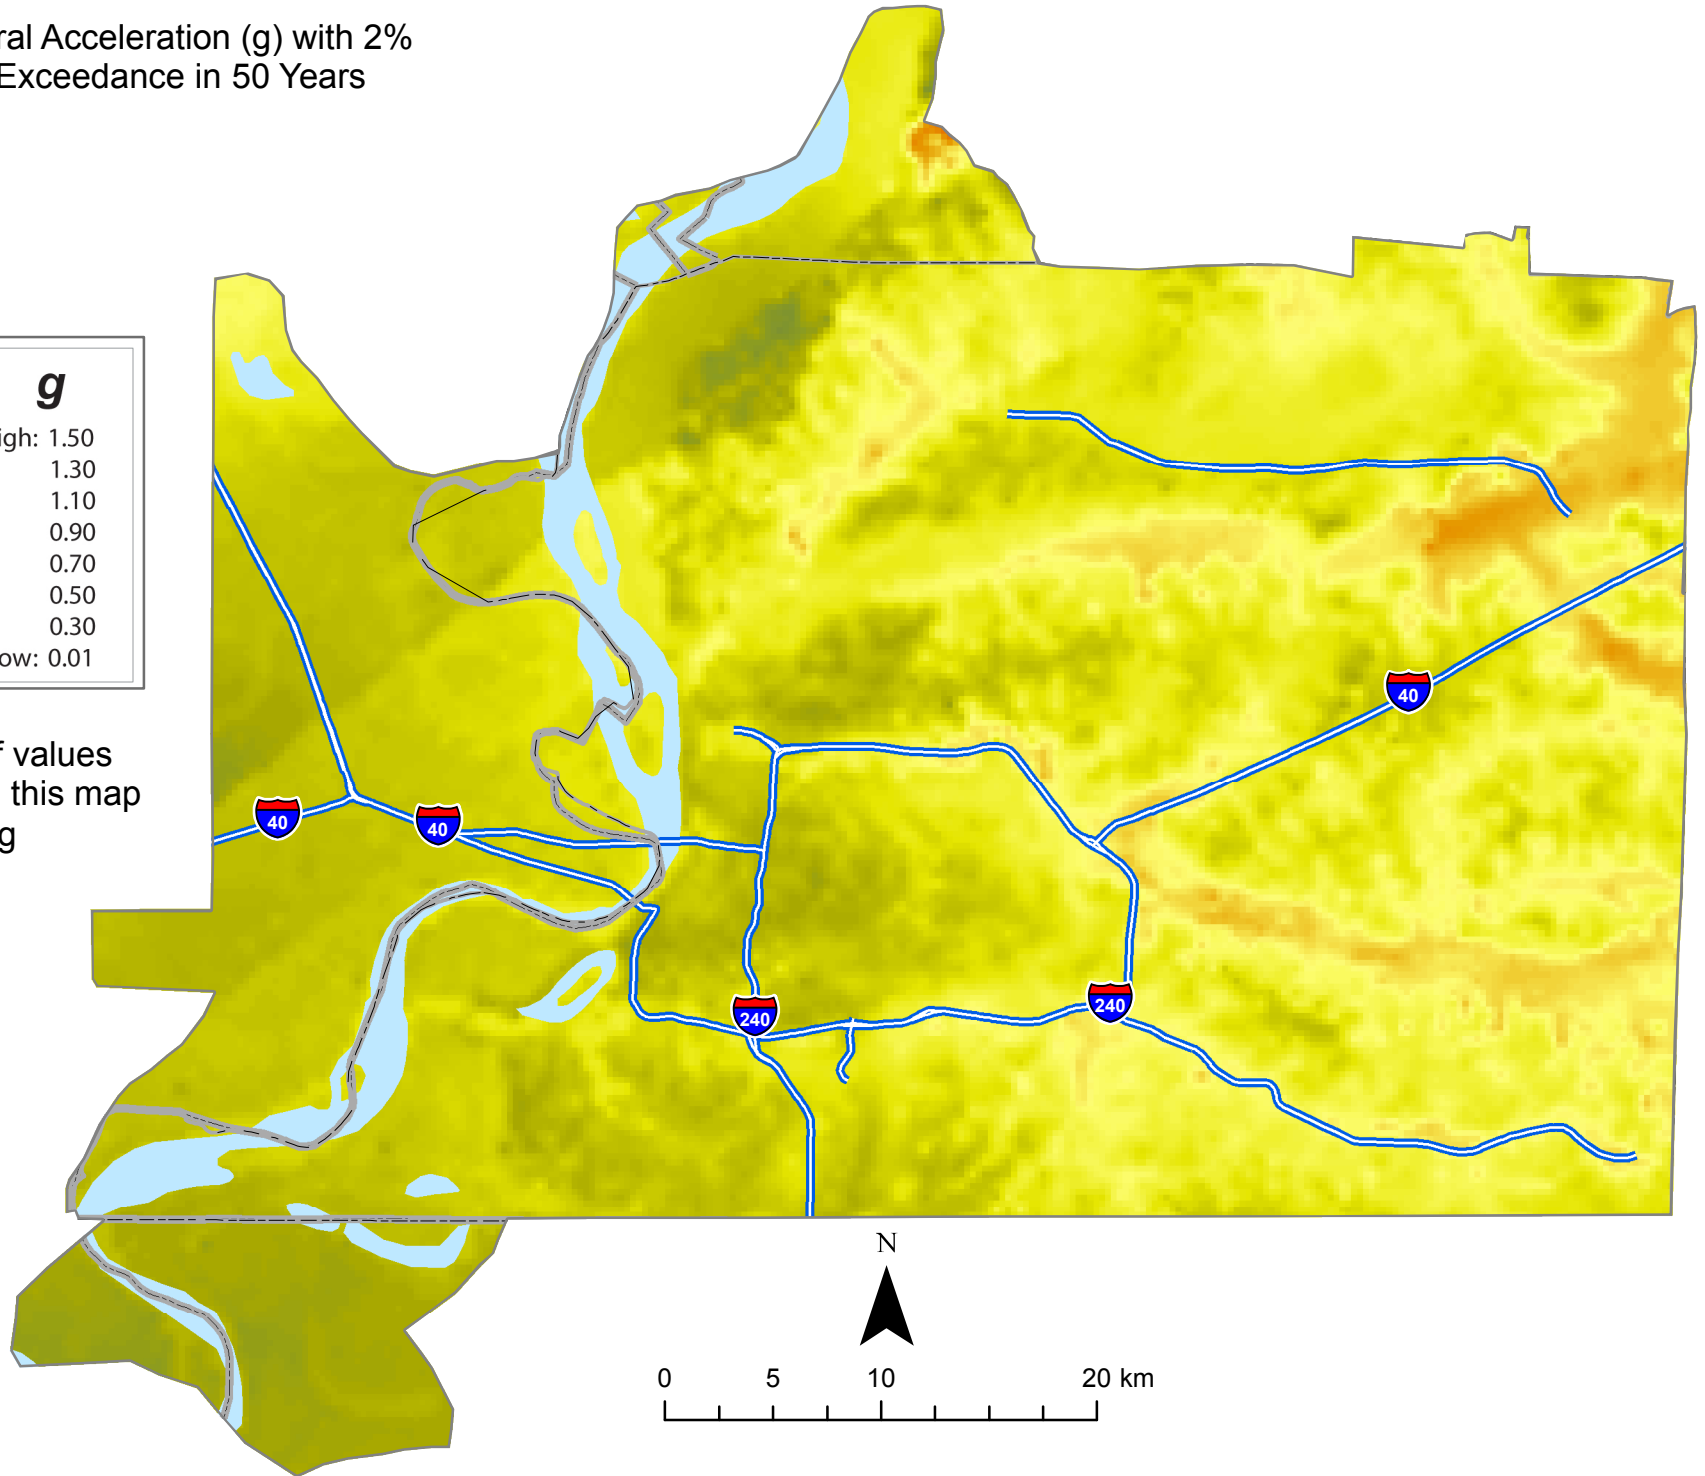 ral Acceleration (g) with 2%
Exceedance in 50 Years
g
igh: 1.50
1.30
1.10
0.90
0.70
0.50
0.30
ow: 0.01
f values
this map
g
40
40
40
240
240
N
0 5 10 20 km